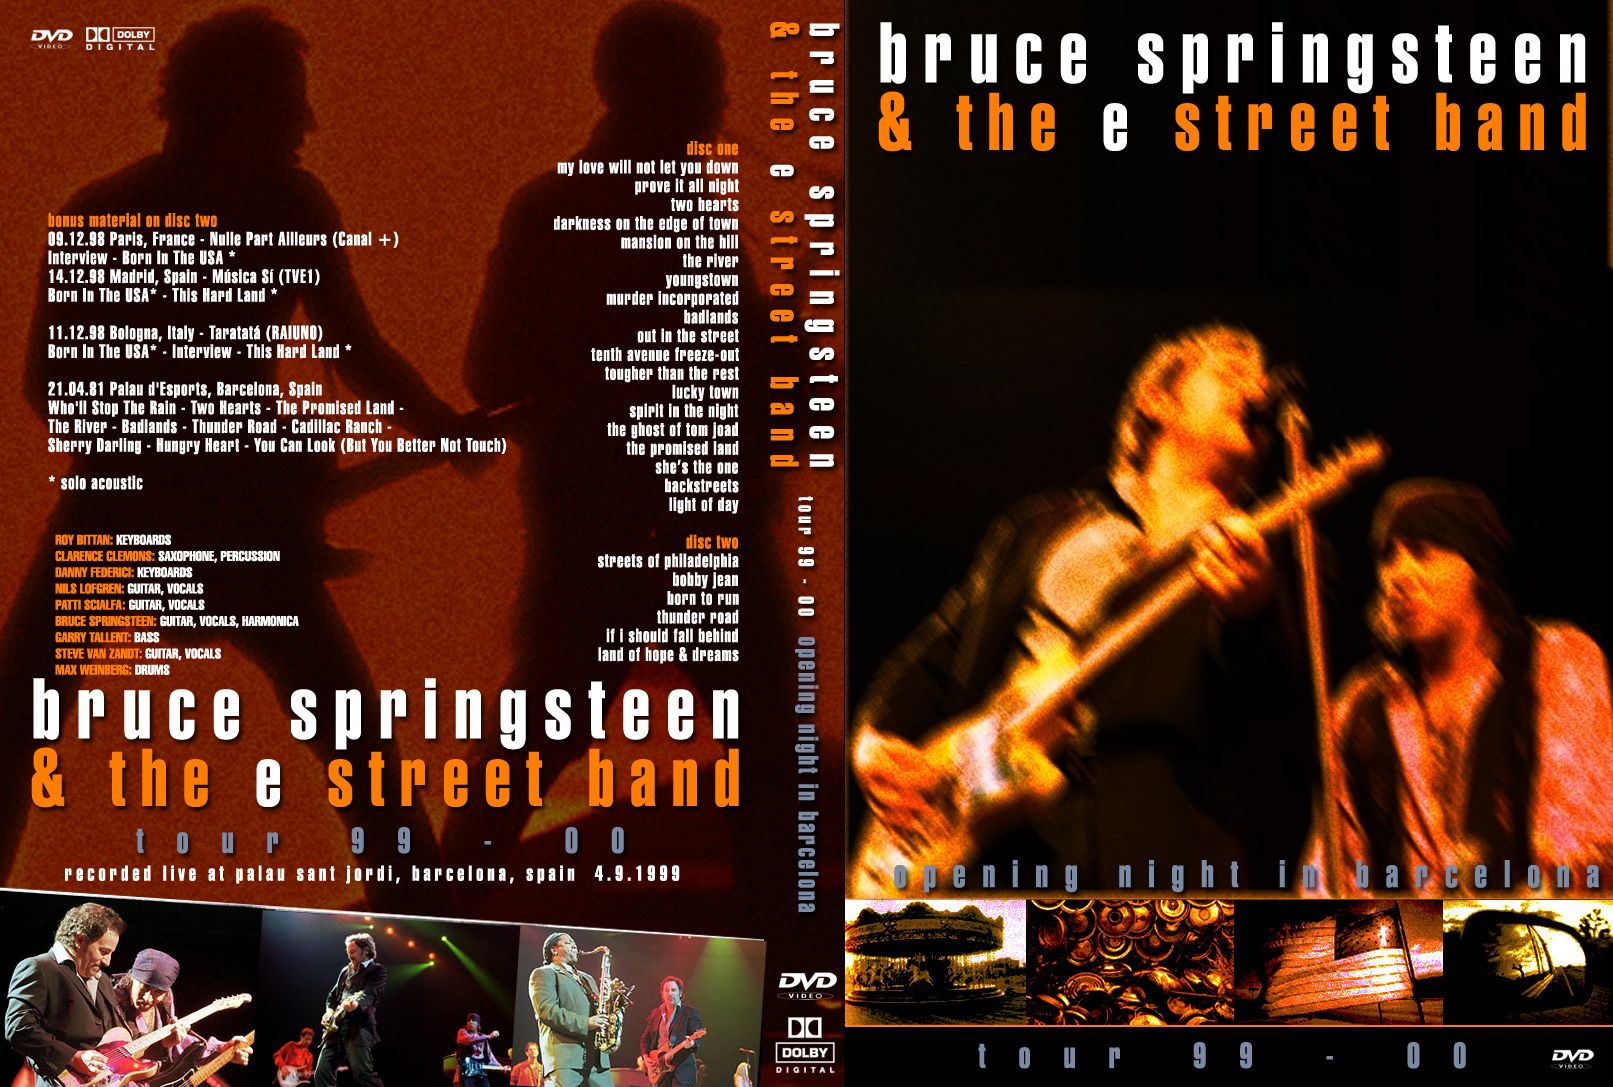 DVD
VIDEO
DOLBY
DIGITAL
bonus material on disc two
09.12.98 Paris, France - Nulle Part Ailleurs (Canal +)
Interview - Born In The USA *
14.12.98 Madrid, Spain - Música Sí (TVE1)
Born In The USA* - This Hard Land *
11.12.98 Bologna, Italy - Taratatá (RAIUNO)
Born In The USA* - Interview - This Hard Land *
21.04.81 Palau d'Esports, Barcelona, Spain
Who'll Stop The Rain - Two Hearts - The Promised Land -
The River - Badlands - Thunder Road - Cadillac Ranch -
Sherry Darling - Hungry Heart - You Can Look (But You Better Not Touch)
* solo acoustic
ROY BITTAN: KEYBOARDS
CLARENCE CLEMONS: SAXOPHONE, PERCUSSION
DANNY FEDERICI: KEYBOARDS
NILS LOFGREN: GUITAR, VOCALS
PATTI SCIALFA: GUITAR, VOCALS
BRUCE SPRINGSTEEN: GUITAR, VOCALS, HARMONICA
GARRY TALLENT: BASS
STEVE VAN ZANDT: GUITAR, VOCALS
MAX WEINBERG: DRUMS
disc one
my love will not let you down
prove it all night
two hearts
darkness on the edge of town
mansion on the hill
the river
youngstown
murder incorporated
badlands
out in the street
tenth avenue freeze-out
tougher than the rest
lucky town
spirit in the night
the ghost of tom joad
the promised land
she's the one
backstreets
light of day
disc two
streets of philadelphia
bobby jean
born to run
thunder road
if i should fall behind
land of hope & dreams
bruce springsteen
& the e street band
tour 99 - 00
recorded live at palau sant jordi, barcelona, spain 4.9.1999
bruce springsteen
& the e street band
tour 99 - 00 opening night in barcelona
DVD
VIDEO
DOLBY
DIGITAL
bruce springsteen
& the e street band
opening night in barcelona
tour 99 - 00
DVD
VIDEO